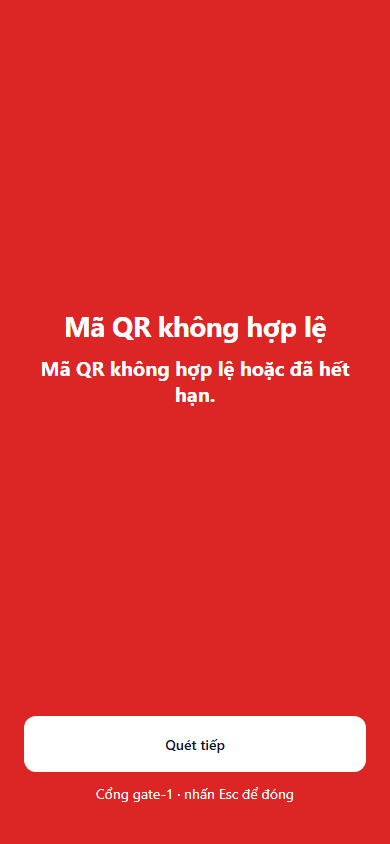 Mã QR không hợp lệ
Mã QR không hợp lệ hoặc đã hết
hạn.
Quét tiếp
Cổng gate-1 · nhấn Esc để đóng